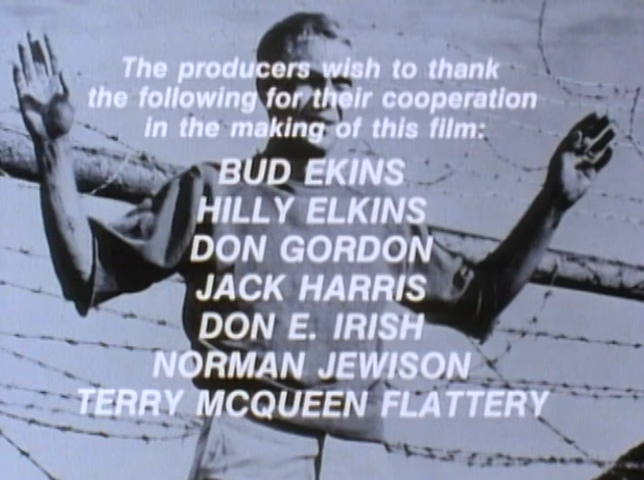 The producers wish to thank
the following for their cooperation
in the making of this film:
BUD EKINS
HILLY ELKINS
DON GORDON
JACK HARRIS
DON E. IRISH
NORMAN JEWISON
TERRY MCQUEEN FLATTERY